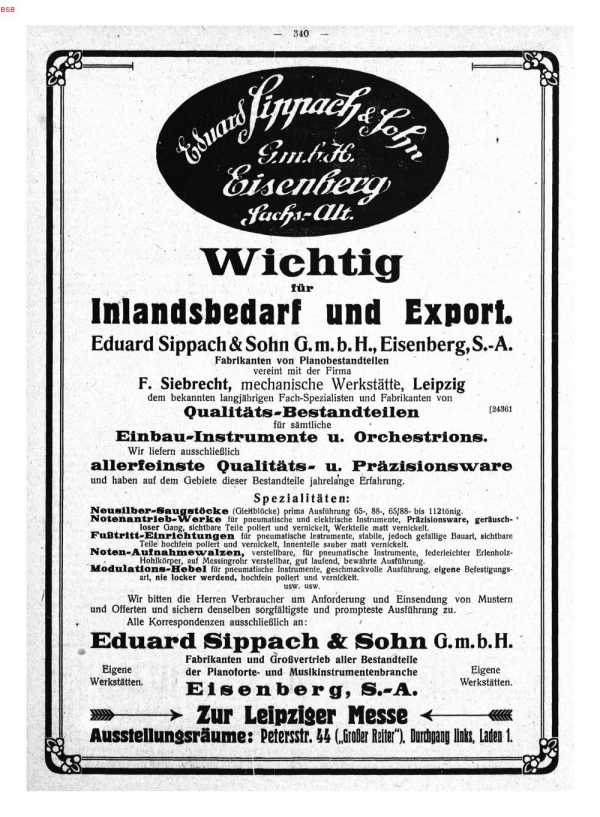 BSB
— 340 —
Eduard Sippach & Sohn
G.m.b.H.
Eisenberg
Sachs.-Alt.
Wichtig
für
Inlandsbedarf und Export.
Eduard Sippach & Sohn G. m. b. H., Eisenberg, S.-A.
Fabrikanten von Pianobestandteilen
vereint mit der Firma
F. Siebrecht, mechanische Werkstätte, Leipzig
dem bekannten langjährigen Fach-Spezialisten und Fabrikanten von
Qualitäts-Bestandteilen [24361
für sämtliche
Einbau-Instrumente u. Orchestrions.
Wir liefern ausschließlich
allerfeinste Qualitäts- u. Präzisionsware
und haben auf dem Gebiete dieser Bestandteile jahrelange Erfahrung.
Spezialitäten:
Neusilber-Saugstöcke (Gleitblöcke) prima Ausführung 65-, 88-, 65/88- bis 112tönig.
Notenantrieb-Werke für pneumatische und elektrische Instrumente, Präzisionsware, geräusch-
loser Gang, sichtbare Teile poliert und vernickelt, Werkteile matt vernickelt.
Fußtritt-Einrichtungen für pneumatische Instrumente, stabile, jedoch gefällige Bauart, sichtbare
Teile hochfein poliert und vernickelt, Innenteile sauber matt vernickelt.
Noten-Aufnahmewalzen, verstellbare, für pneumatische Instrumente, federleichter Erlenholz-
Hohlkörper, auf Messingrohr verstellbar, gut laufend, bewährte Ausführung.
Modulations-Hebel für pneumatische Instrumente, geschmackvolle Ausführung, eigene Befestigungs-
art, nie locker werdend, hochfein poliert und vernickelt.
usw. usw.
Wir bitten die Herren Verbraucher um Anforderung und Einsendung von Mustern
und Offerten und sichern denselben sorgfältigste und prompteste Ausführung zu.
Alle Korrespondenzen ausschließlich an:
Eduard Sippach & Sohn G. m. b. H.
Fabrikanten und Großvertrieb aller Bestandteile
der Pianoforte- und Musikinstrumentenbranche
Eigene
Werkstätten.
Eisenberg, S.-A.
Eigene
Werkstätten.
Zur Leipziger Messe
Ausstellungsräume: Petersstr. 44 („Großer Reiter"), Durchgang links, Laden 1.